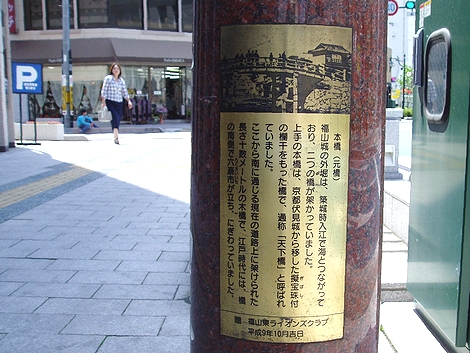 本橋（元橋）
福山城の外堀は、築城時入江で海とつながって
おり、二つの橋が架かっていました。
上手の本橋は、京都伏見城から移した擬宝珠付
の欄干をもった橋で、通称「天下橋」と呼ばれ
ていました。
ここから南に通じる現在の道路上に架けられた
長さ十数メートルの木橋で、江戸時代には、橋
の南側で六斎市が立ち、にぎわっていました。
贈 福山東ライオンズクラブ
平成9年10月吉日
P